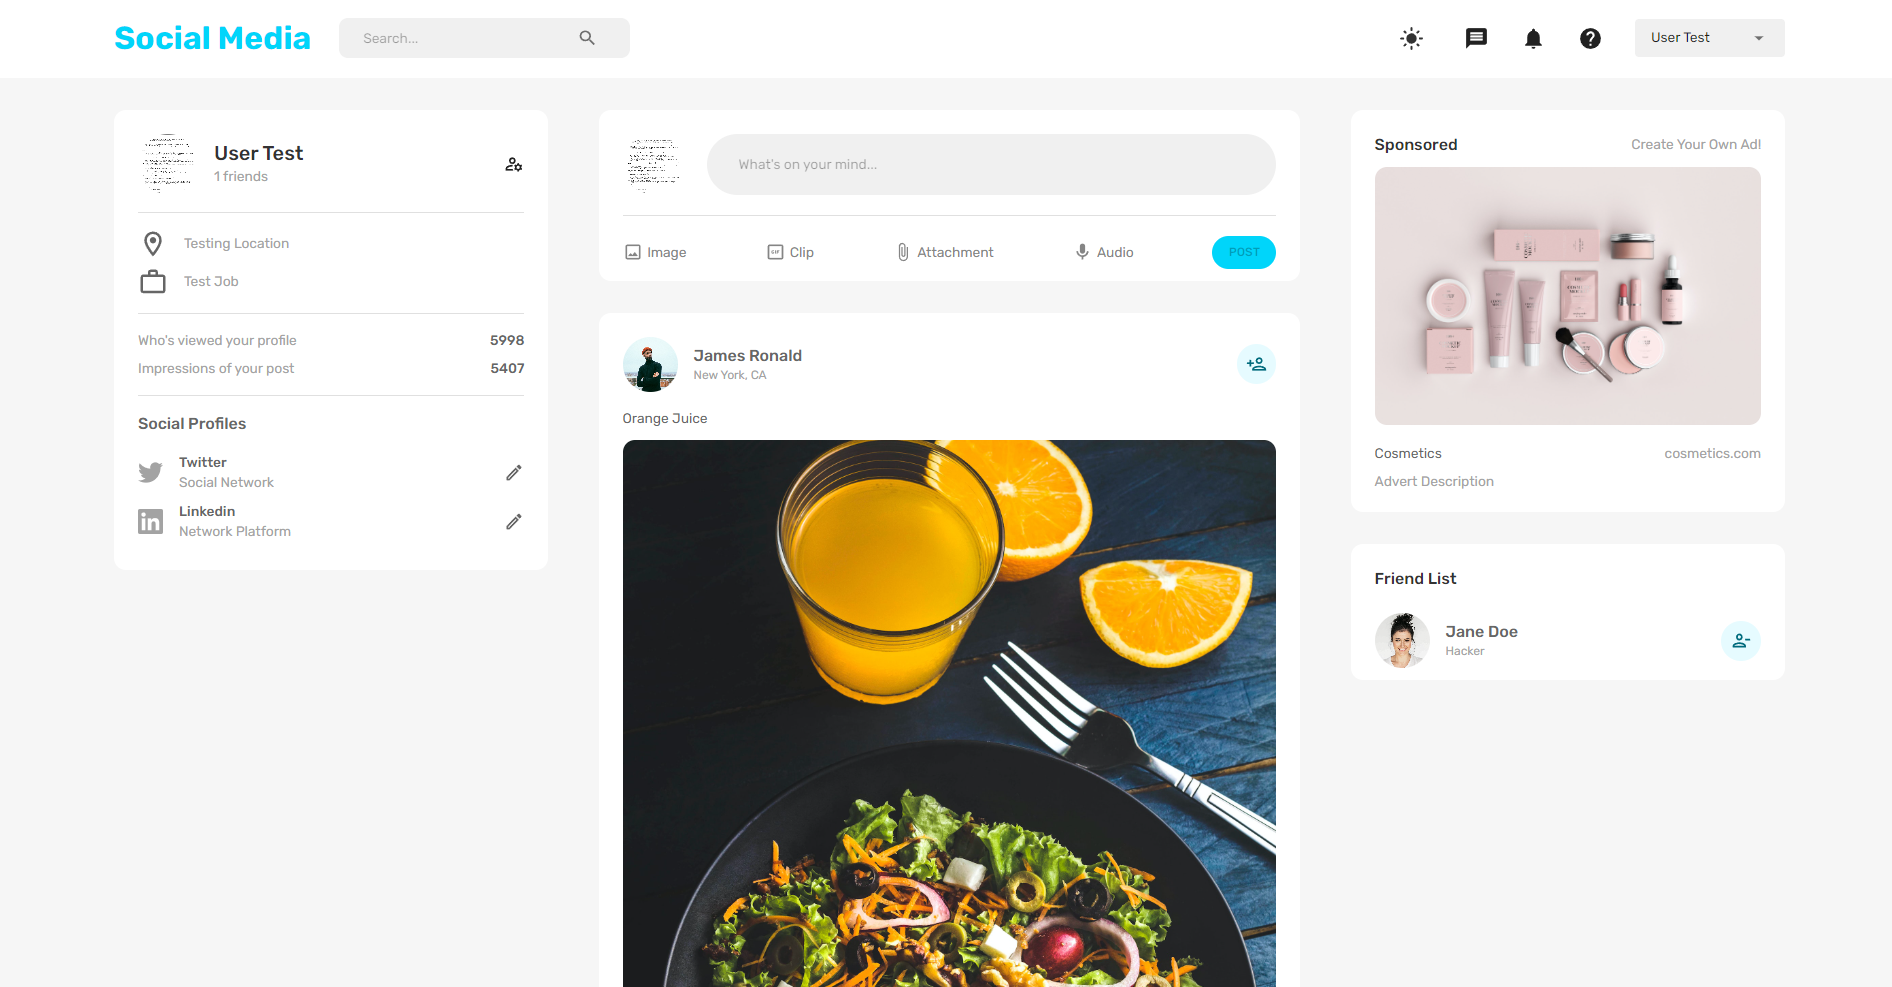 Social Media
Search...
User Test
User Test
1 friends
Testing Location
Test Job
Who's viewed your profile 5998
Impressions of your post 5407
Social Profiles
Twitter
Social Network
Linkedin
Network Platform
What's on your mind...
Image Clip Attachment Audio POST
James Ronald
New York, CA
Orange Juice
Sponsored Create Your Own Ad!
Cosmetics cosmetics.com
Advert Description
Friend List
Jane Doe
Hacker